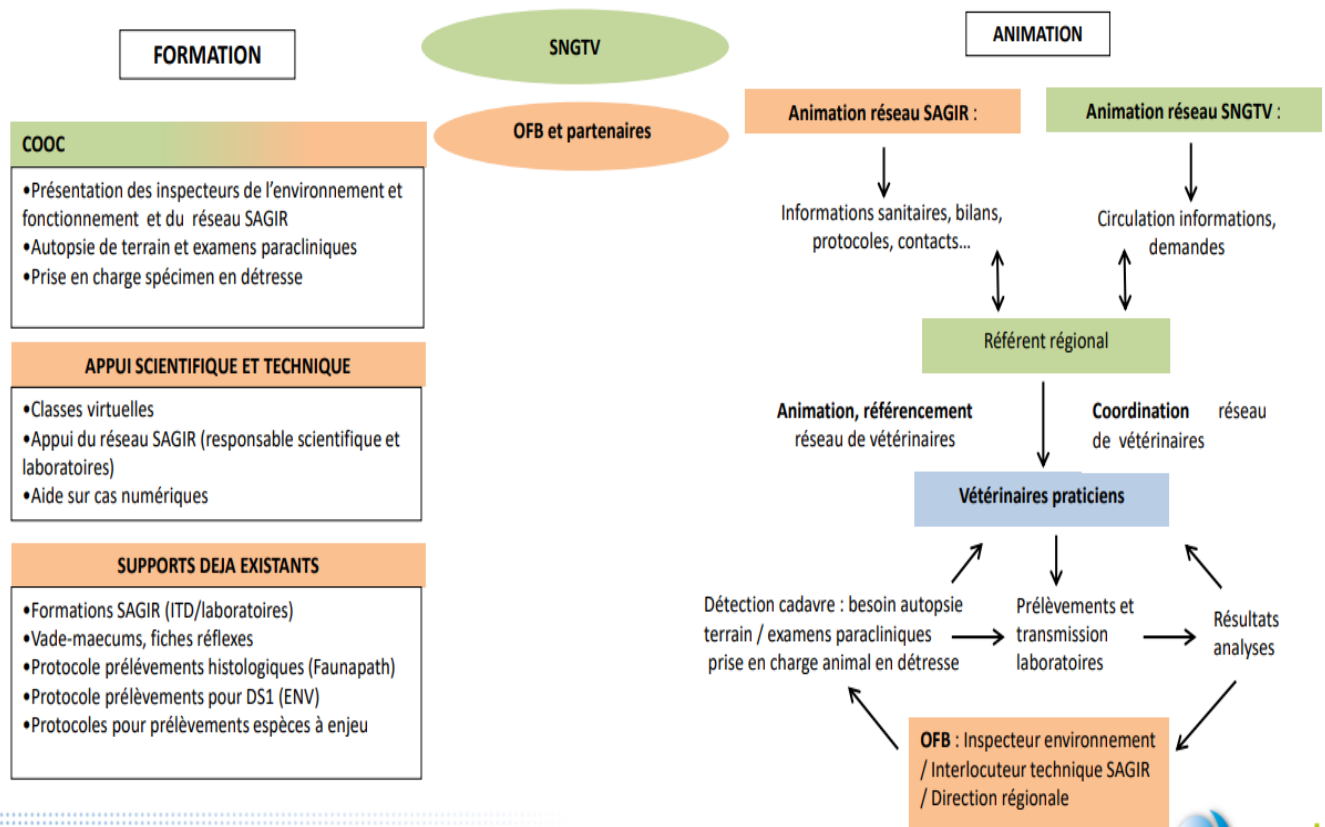 FORMATION
SNGTV
OFB et partenaires
COOC
•Présentation des inspecteurs de l'environnement et
fonctionnement et du réseau SAGIR
•Autopsie de terrain et examens paracliniques
•Prise en charge spécimen en détresse
APPUI SCIENTIFIQUE ET TECHNIQUE
•Classes virtuelles
•Appui du réseau SAGIR (responsable scientifique et
laboratoires)
•Aide sur cas numériques
SUPPORTS DEJA EXISTANTS
•Formations SAGIR (ITD/laboratoires)
•Vade-maecums, fiches réflexes
•Protocole prélévements histologiques (Faunapath)
•Protocole prélèvements pour DS1 (ENV)
•Protocoles pour prélèvements espèces à enjeu
ANIMATION
Animation réseau SAGIR :
Animation réseau SNGTV :
Informations sanitaires, bilans,
protocoles, contacts...
Circulation informations,
demandes
Référent régional
Animation, référencement
réseau de vétérinaires
Coordination réseau
de vétérinaires
Vétérinaires praticiens
Détection cadavre : besoin autopsie
terrain / examens paracliniques
prise en charge animal en détresse
Prélèvements et
transmission
laboratoires
Résultats
analyses
OFB : Inspecteur environnement
/ Interlocuteur technique SAGIR
/ Direction régionale